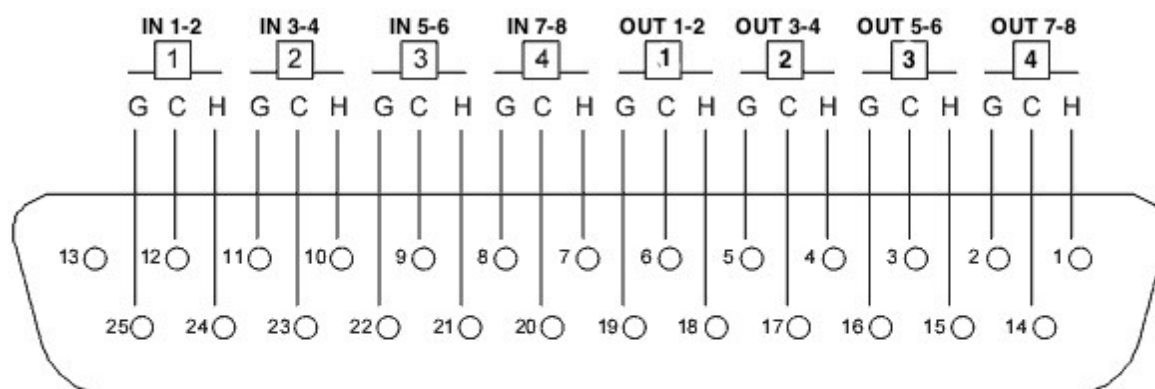 IN 1-2 IN 3-4 IN 5-6 IN 7-8 OUT 1-2 OUT 3-4 OUT 5-6 OUT 7-8
1 2 3 4 1 2 3 4
G C H G C H G C H G C H G C H G C H G C H G C H
13 12 11 10 9 8 7 6 5 4 3 2 1
25 24 23 22 21 20 19 18 17 16 15 14